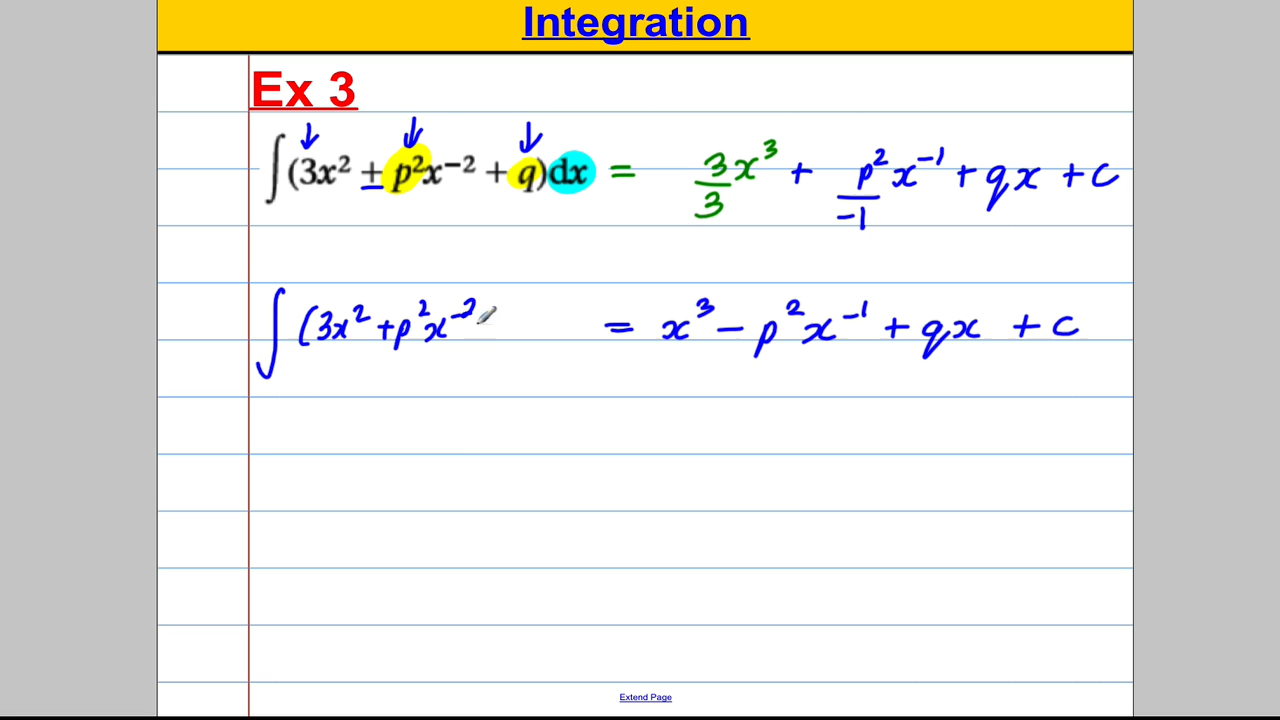 Integration
Ex 3
↓ ↓ ↓
∫(3x² + p²x⁻² + q)dx = 3/3 x³ + p²/-1 x⁻¹ + qx + c
∫(3x² + p²x⁻² = x³ - p²x⁻¹ + qx + c
Extend Page